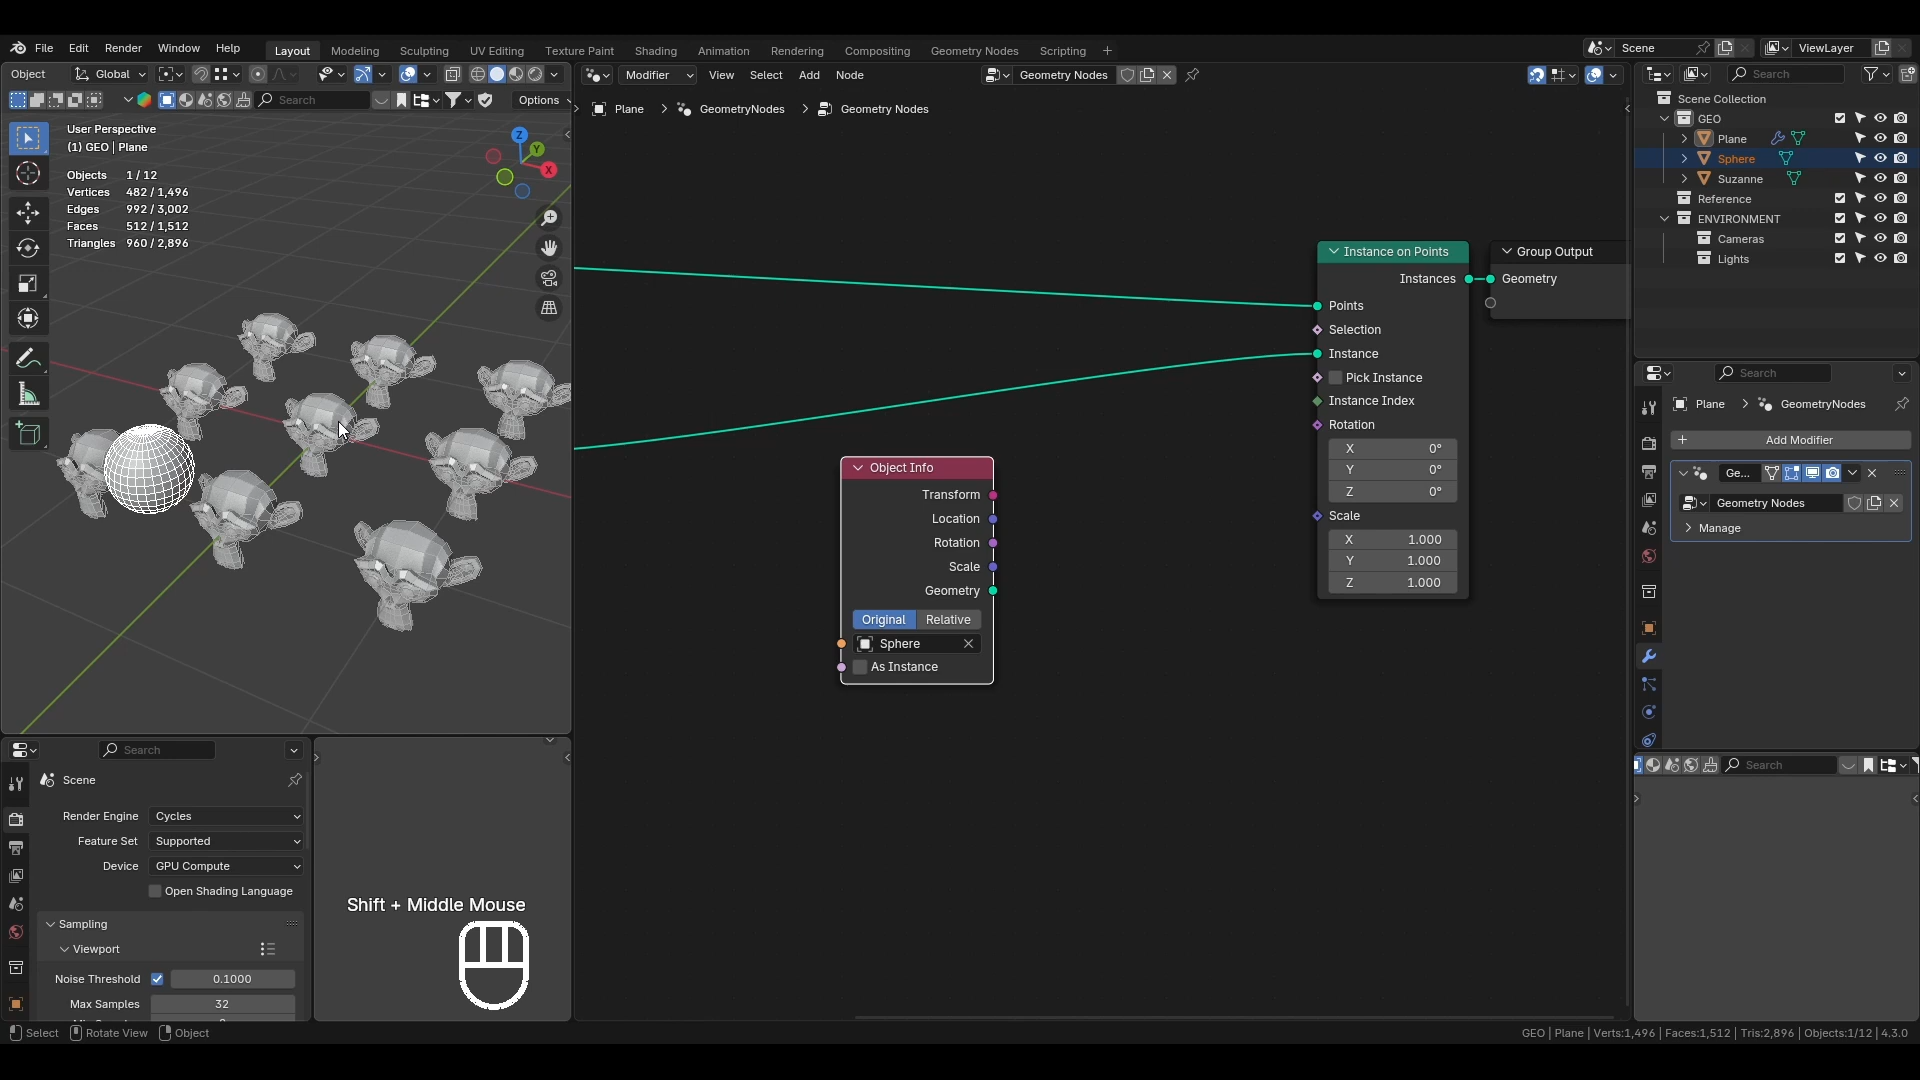 File Edit Render Window Help Layout Modeling Sculpting UV Editing Texture Paint Shading Animation Rendering Compositing Geometry Nodes Scripting + Scene ViewLayer
Object Global Modifier View Select Add Node Geometry Nodes Search
Search Options Plane > GeometryNodes > Geometry Nodes
User Perspective
(1) GEO | Plane
Objects 1 / 12
Vertices 482 / 1,496
Edges 992 / 3,002
Faces 512 / 1,512
Triangles 960 / 2,896
Z
Y
X
Instance on Points
Instances
Points
Selection
Instance
Pick Instance
Instance Index
Rotation
X 0°
Y 0°
Z 0°
Scale
X 1.000
Y 1.000
Z 1.000
Group Output
Geometry
Object Info
Transform
Location
Rotation
Scale
Geometry
Original Relative
Sphere
As Instance
Scene Collection
GEO
Plane
Sphere
Suzanne
Reference
ENVIRONMENT
Cameras
Lights
Search
Plane > GeometryNodes
+ Add Modifier
Ge...
Geometry Nodes
Manage
Search
Search
Scene
Render Engine Cycles
Feature Set Supported
Device GPU Compute
Open Shading Language
Sampling
Viewport
Noise Threshold 0.1000
Max Samples 32
Shift + Middle Mouse
Select Rotate View Object
GEO | Plane | Verts:1,496 | Faces:1,512 | Tris:2,896 | Objects:1/12 | 4.3.0